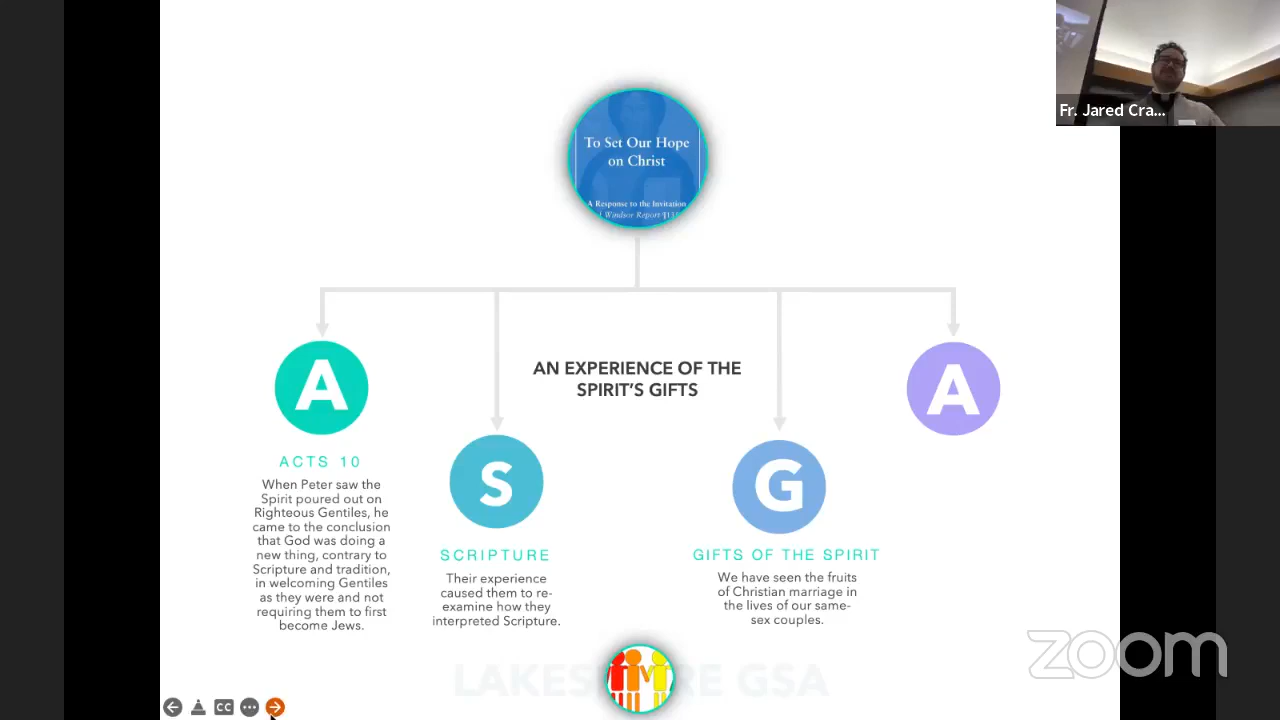 Fr. Jared Cra...
To Set Our Hope
on Christ
A Response to the Invitation
Windsor Report ¶13
AN EXPERIENCE OF THE
SPIRIT'S GIFTS
A
ACTS 10
When Peter saw the
Spirit poured out on
Righteous Gentiles, he
came to the conclusion
that God was doing a
new thing, contrary to
Scripture and tradition,
in welcoming Gentiles
as they were and not
requiring them to first
become Jews.
S
SCRIPTURE
Their experience
caused them to re-
examine how they
interpreted Scripture.
G
GIFTS OF THE SPIRIT
We have seen the fruits
of Christian marriage in
the lives of our same-
sex couples.
A
LAKES RE GSA
CC
zoom